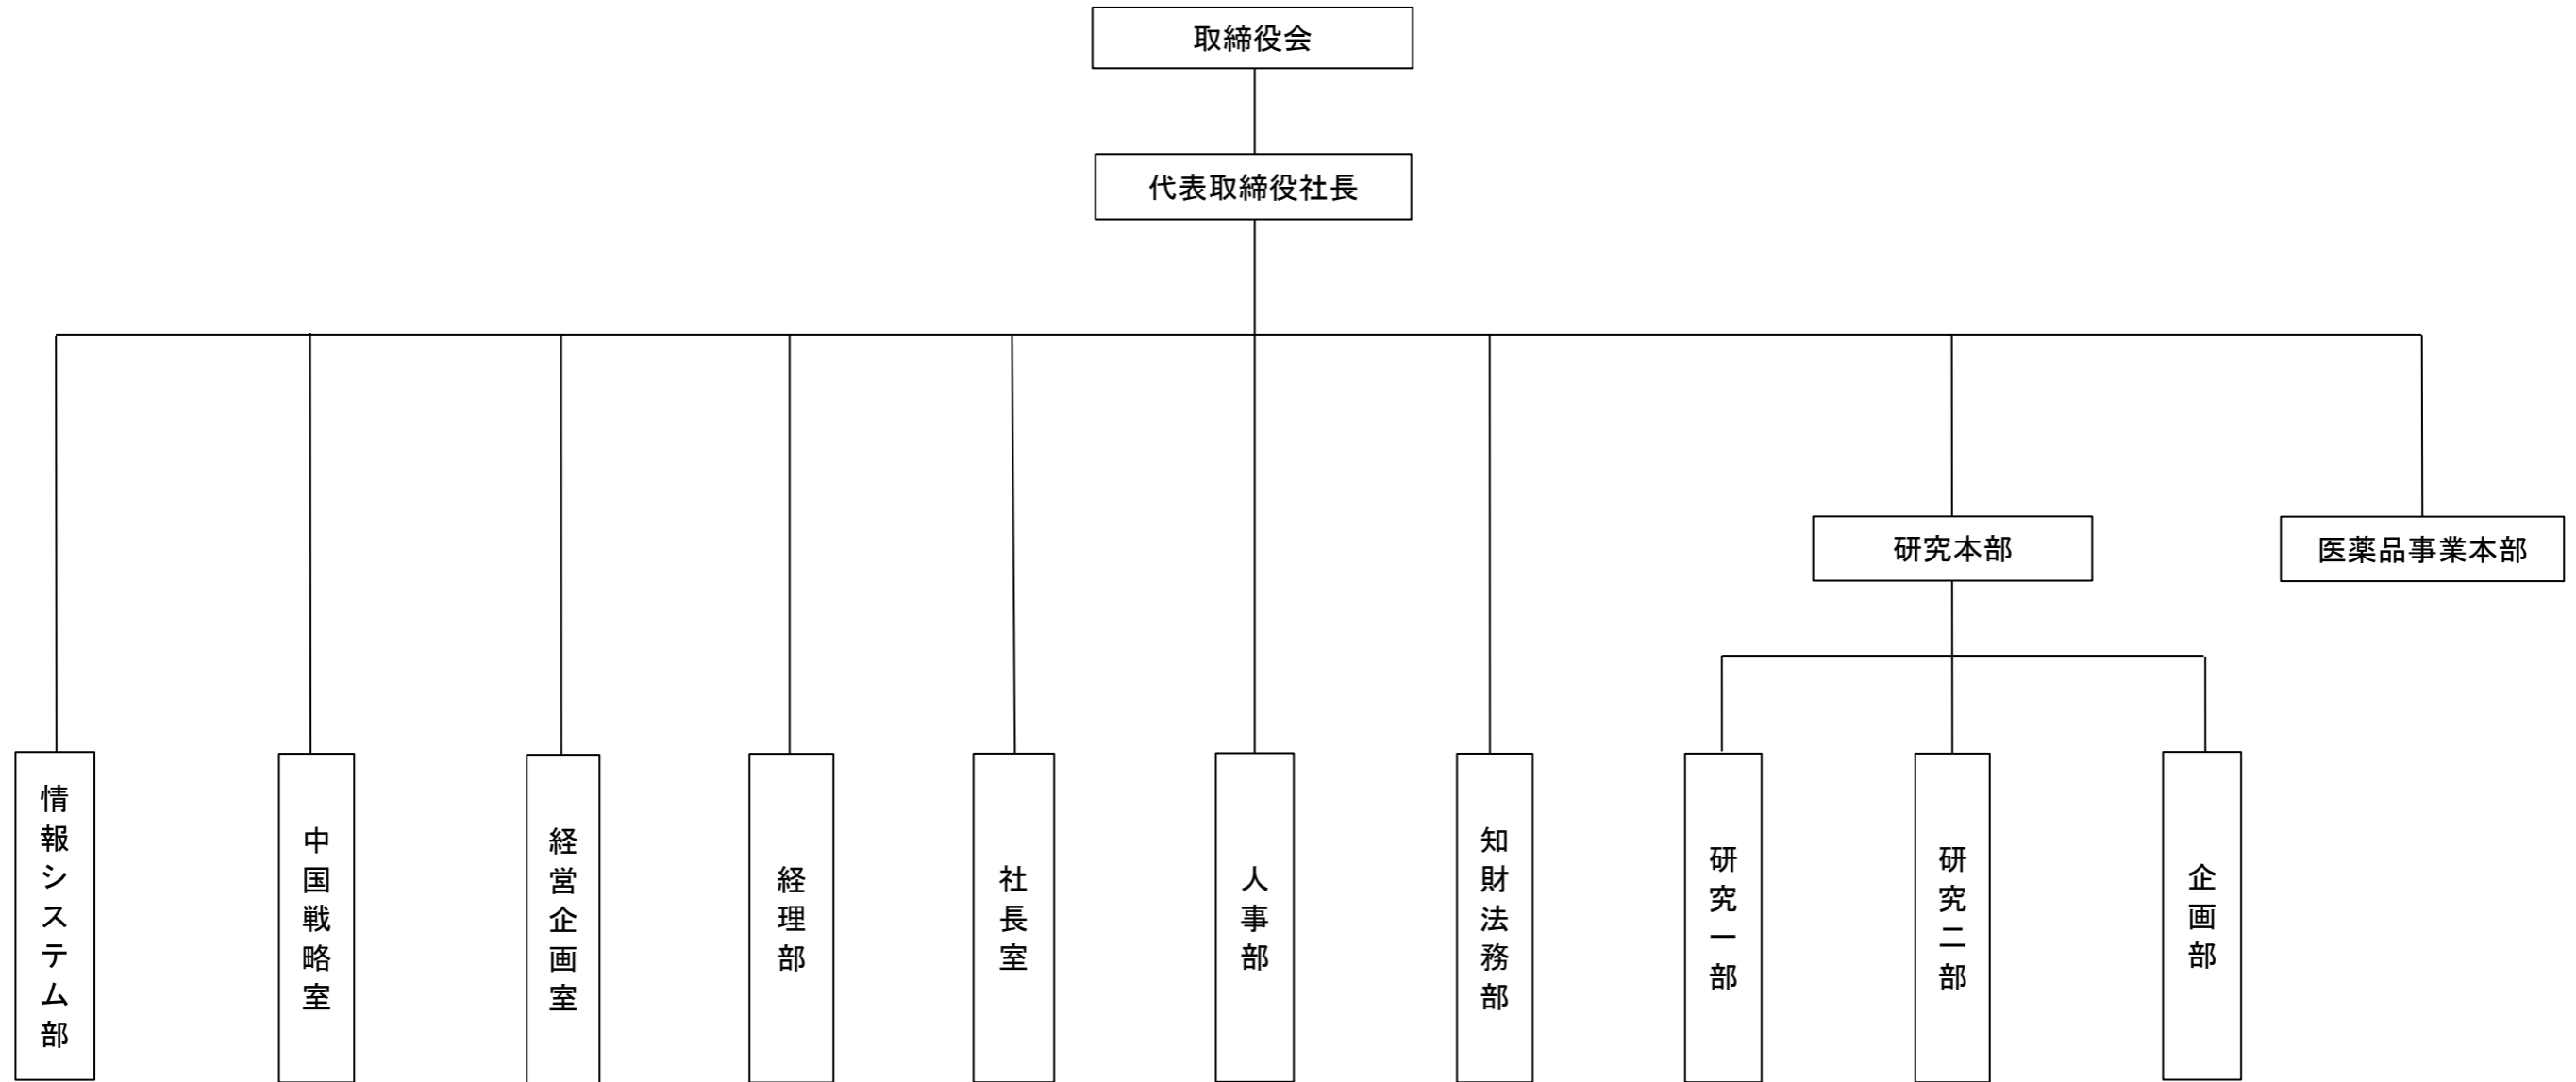 取締役会
代表取締役社長
研究本部
医薬品事業本部
情報システム部
中国戦略室
経営企画室
経理部
社長室
人事部
知財法務部
研究一部
研究二部
企画部